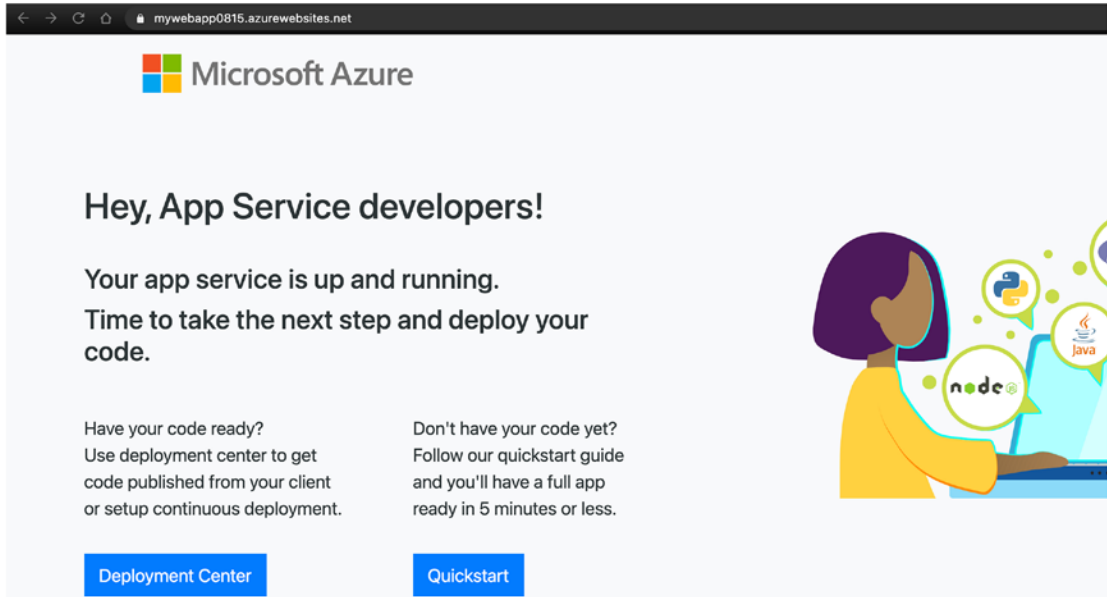 mywebapp0815.azurewebsites.net
Microsoft Azure
Hey, App Service developers!
Your app service is up and running.
Time to take the next step and deploy your
code.
Have your code ready?
Use deployment center to get
code published from your client
or setup continuous deployment.
Don't have your code yet?
Follow our quickstart guide
and you'll have a full app
ready in 5 minutes or less.
Deployment Center
Quickstart
node
JS
Java